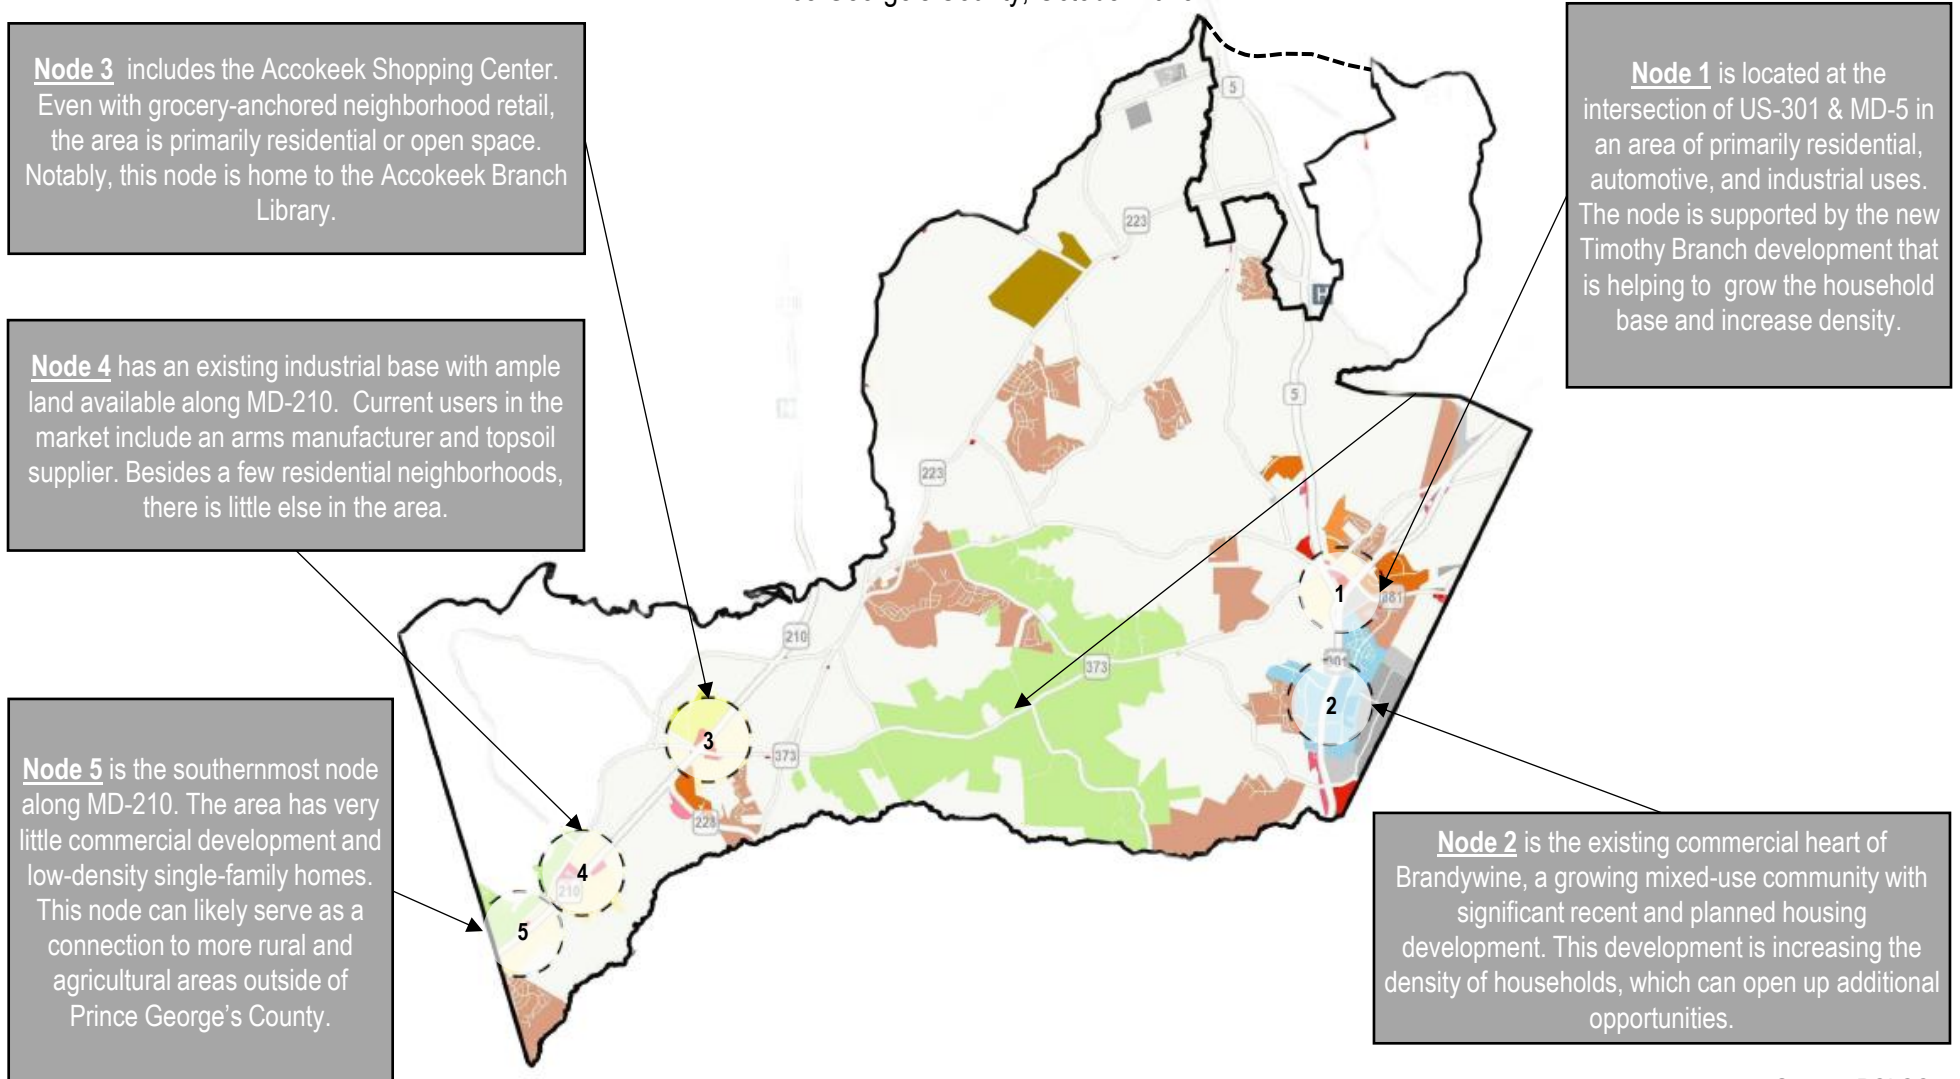 Node 3 includes the Accokeek Shopping Center.
Even with grocery-anchored neighborhood retail,
the area is primarily residential or open space.
Notably, this node is home to the Accokeek Branch
Library.
Node 1 is located at the
intersection of US-301 & MD-5 in
an area of primarily residential,
automotive, and industrial uses.
The node is supported by the new
Timothy Branch development that
is helping to grow the household
base and increase density.
Node 4 has an existing industrial base with ample
land available along MD-210. Current users in the
market include an arms manufacturer and topsoil
supplier. Besides a few residential neighborhoods,
there is little else in the area.
Node 5 is the southernmost node
along MD-210. The area has very
little commercial development and
low-density single-family homes.
This node can likely serve as a
connection to more rural and
agricultural areas outside of
Prince George’s County.
Node 2 is the existing commercial heart of
Brandywine, a growing mixed-use community with
significant recent and planned housing
development. This development is increasing the
density of households, which can open up additional
opportunities.
5
223
H
5
223
1
381
210
373
2
3
373
228
4
210
5